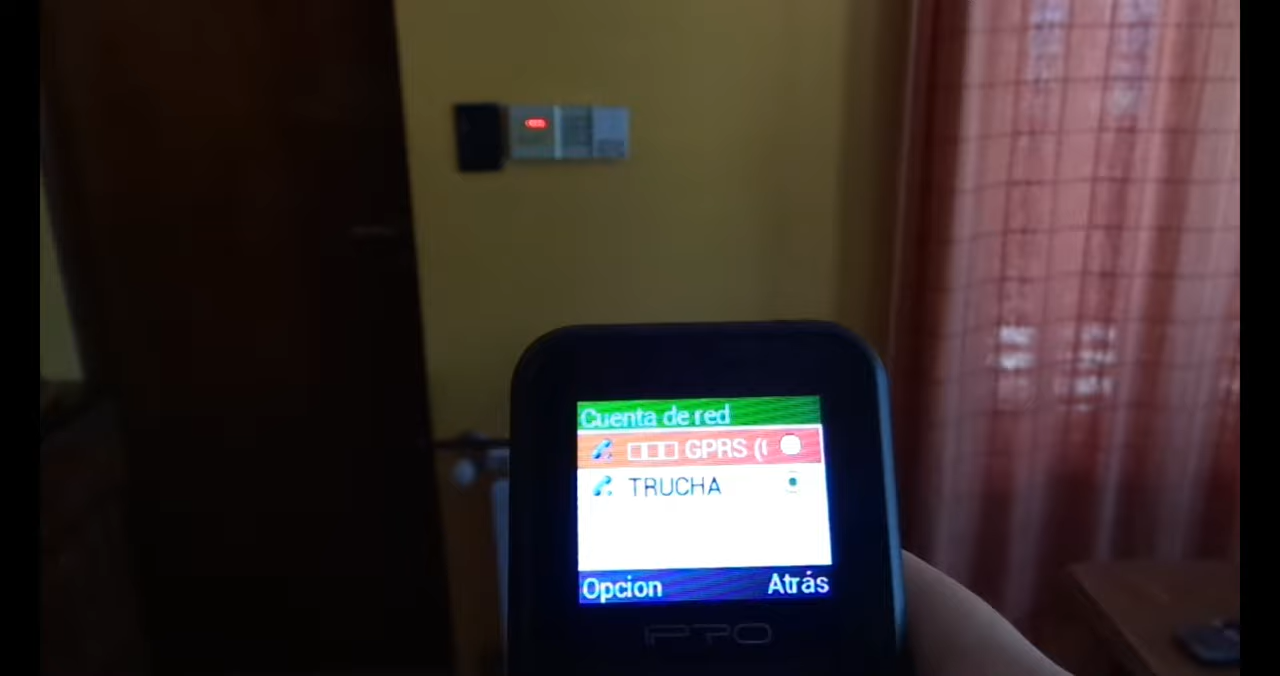 Cuenta de red
□□□ GPRS (
TRUCHA
Opcion
Atrás